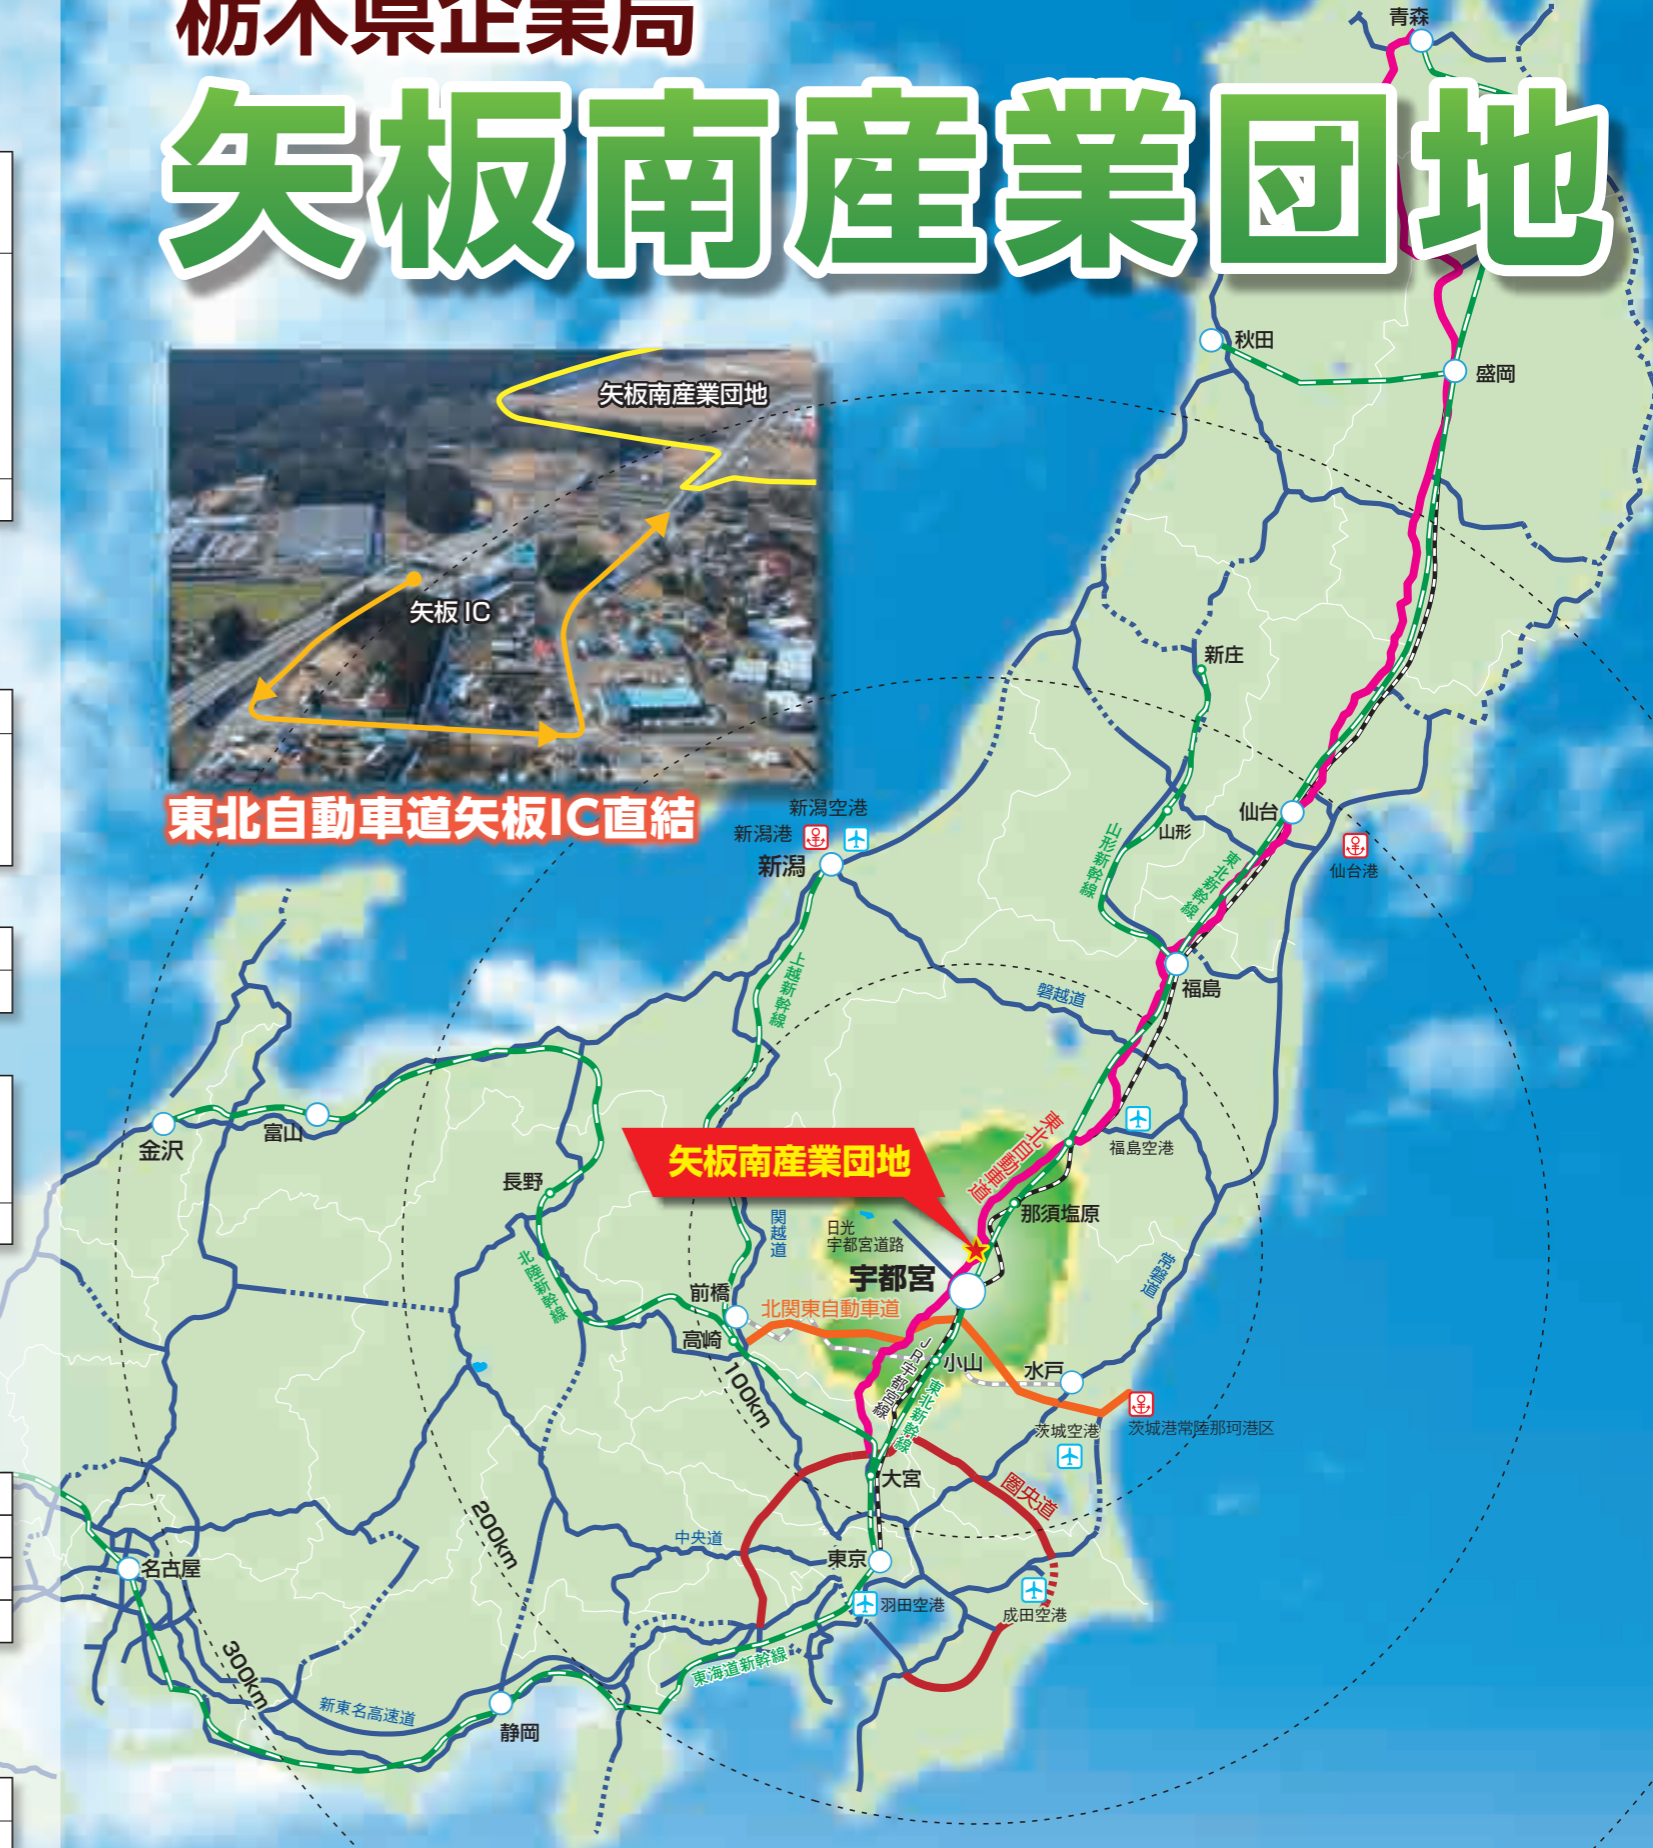 栃木県企業局
矢板南産業団地
矢板南産業団地
矢板 IC
東北自動車道矢板IC直結
青森
秋田
盛岡
新庄
山形
仙台
仙台港
山形新幹線
東北新幹線
新潟空港
新潟港
新潟
上越新幹線
福島
磐越道
福島空港
金沢
富山
長野
北陸新幹線
矢板南産業団地
東北自動車道
那須塩原
日光
宇都宮道路
宇都宮
関越道
前橋
高崎
北関東自動車道
常磐道
小山
水戸
JR宇都宮線
東北新幹線
茨城空港
茨城港常陸那珂港区
100km
大宮
圏央道
200km
中央道
東京
羽田空港
成田空港
名古屋
300km
東海道新幹線
新東名高速道
静岡